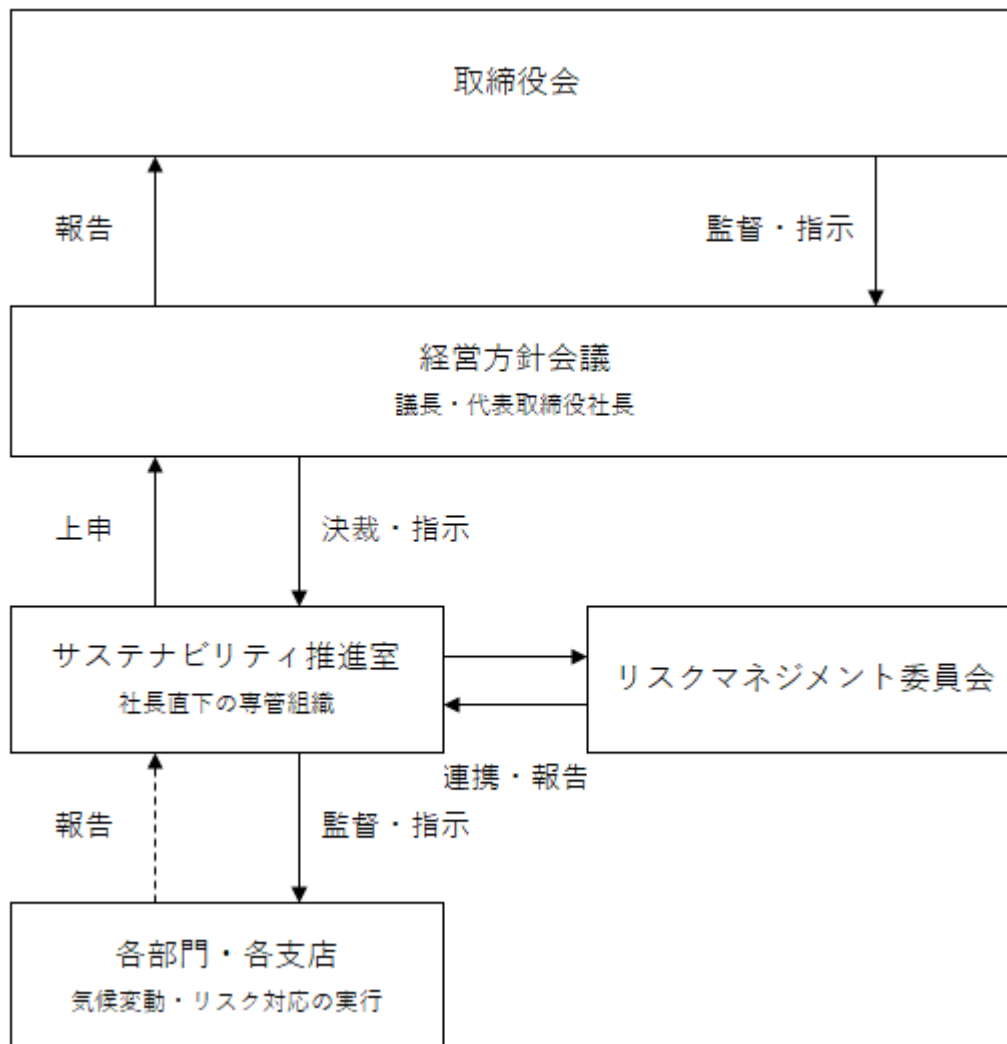 取締役会
報告
監督・指示
経営方針会議
議長・代表取締役社長
上申
決裁・指示
サステナビリティ推進室
社長直下の専管組織
リスクマネジメント委員会
連携・報告
報告
監督・指示
各部門・各支店
気候変動・リスク対応の実行